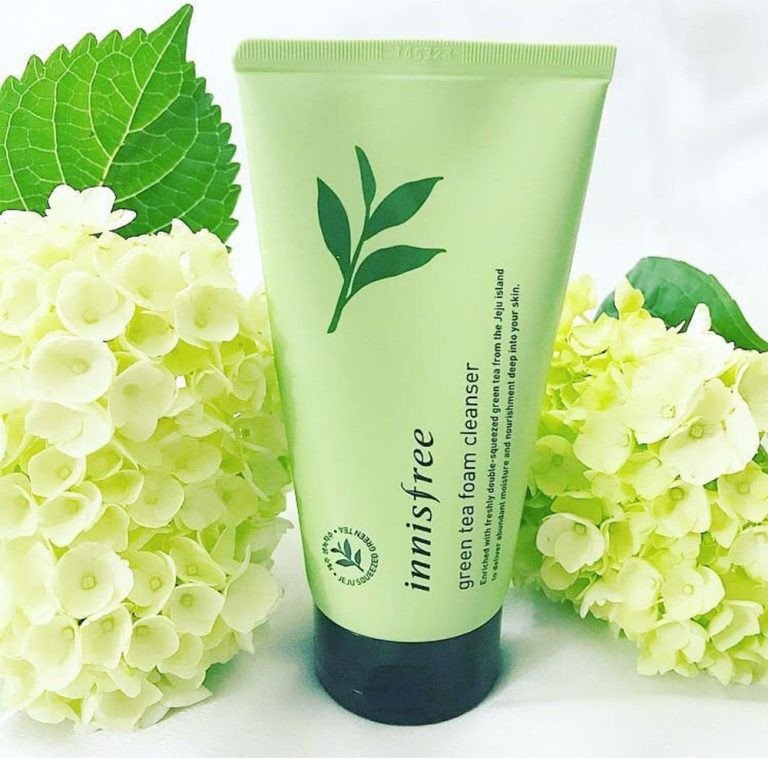 innisfree
green tea foam cleanser
Enriched with freshly double-squeezed green tea from the Jeju island
to deliver abundant moisture and nourishment deep into your skin.
JEJU SQUEEZED GREEN TEA